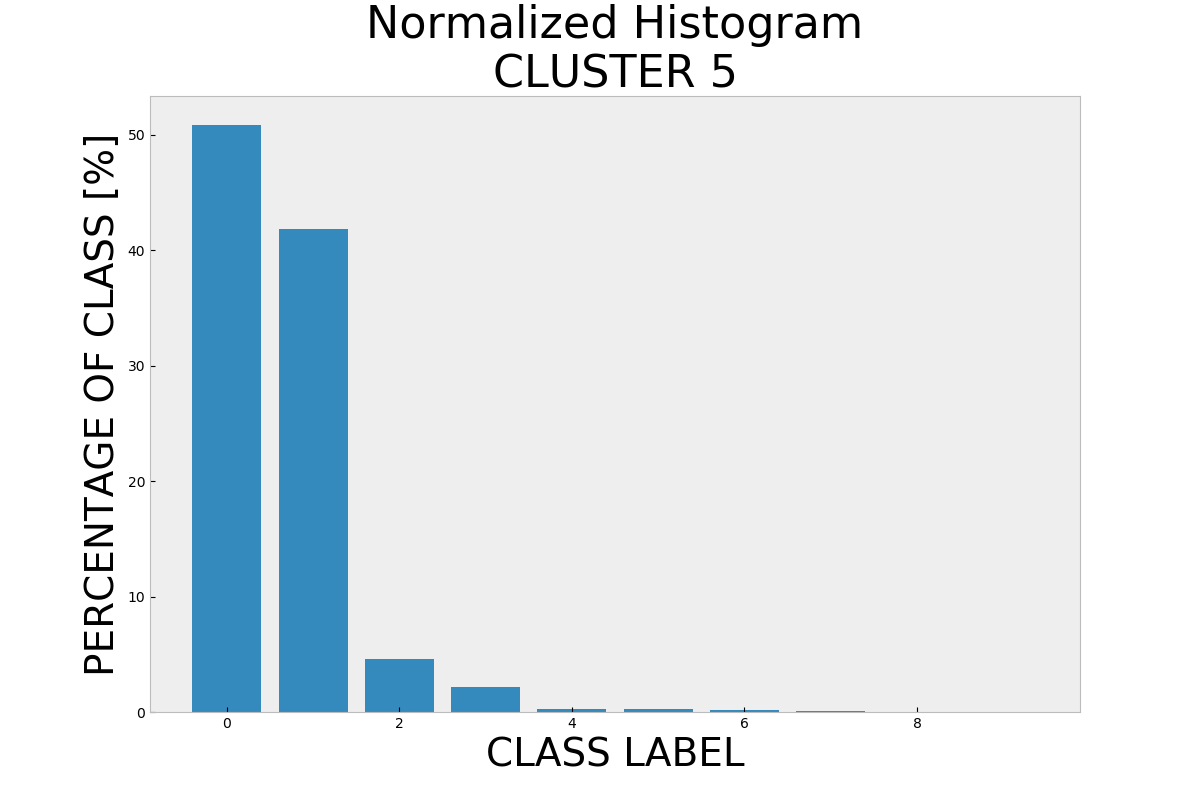 Normalized Histogram
CLUSTER 5
PERCENTAGE OF CLASS [%]
50
40
30
20
10
0
0 2 4 6 8
CLASS LABEL